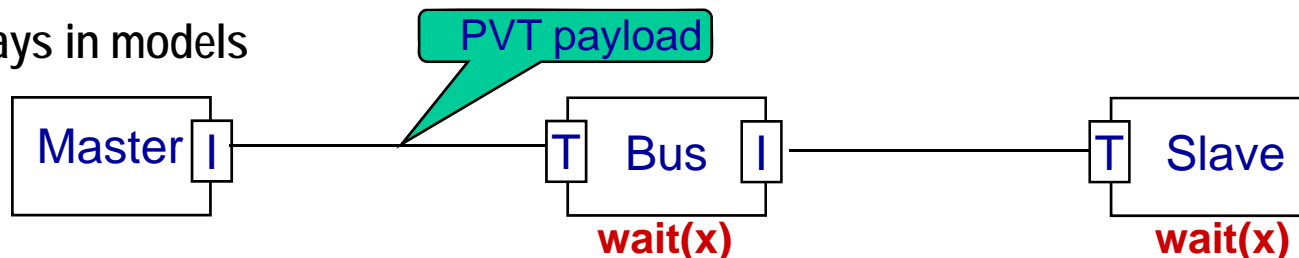 ays in models
PVT payload
Master I
T Bus I
T Slave
wait(x)
wait(x)